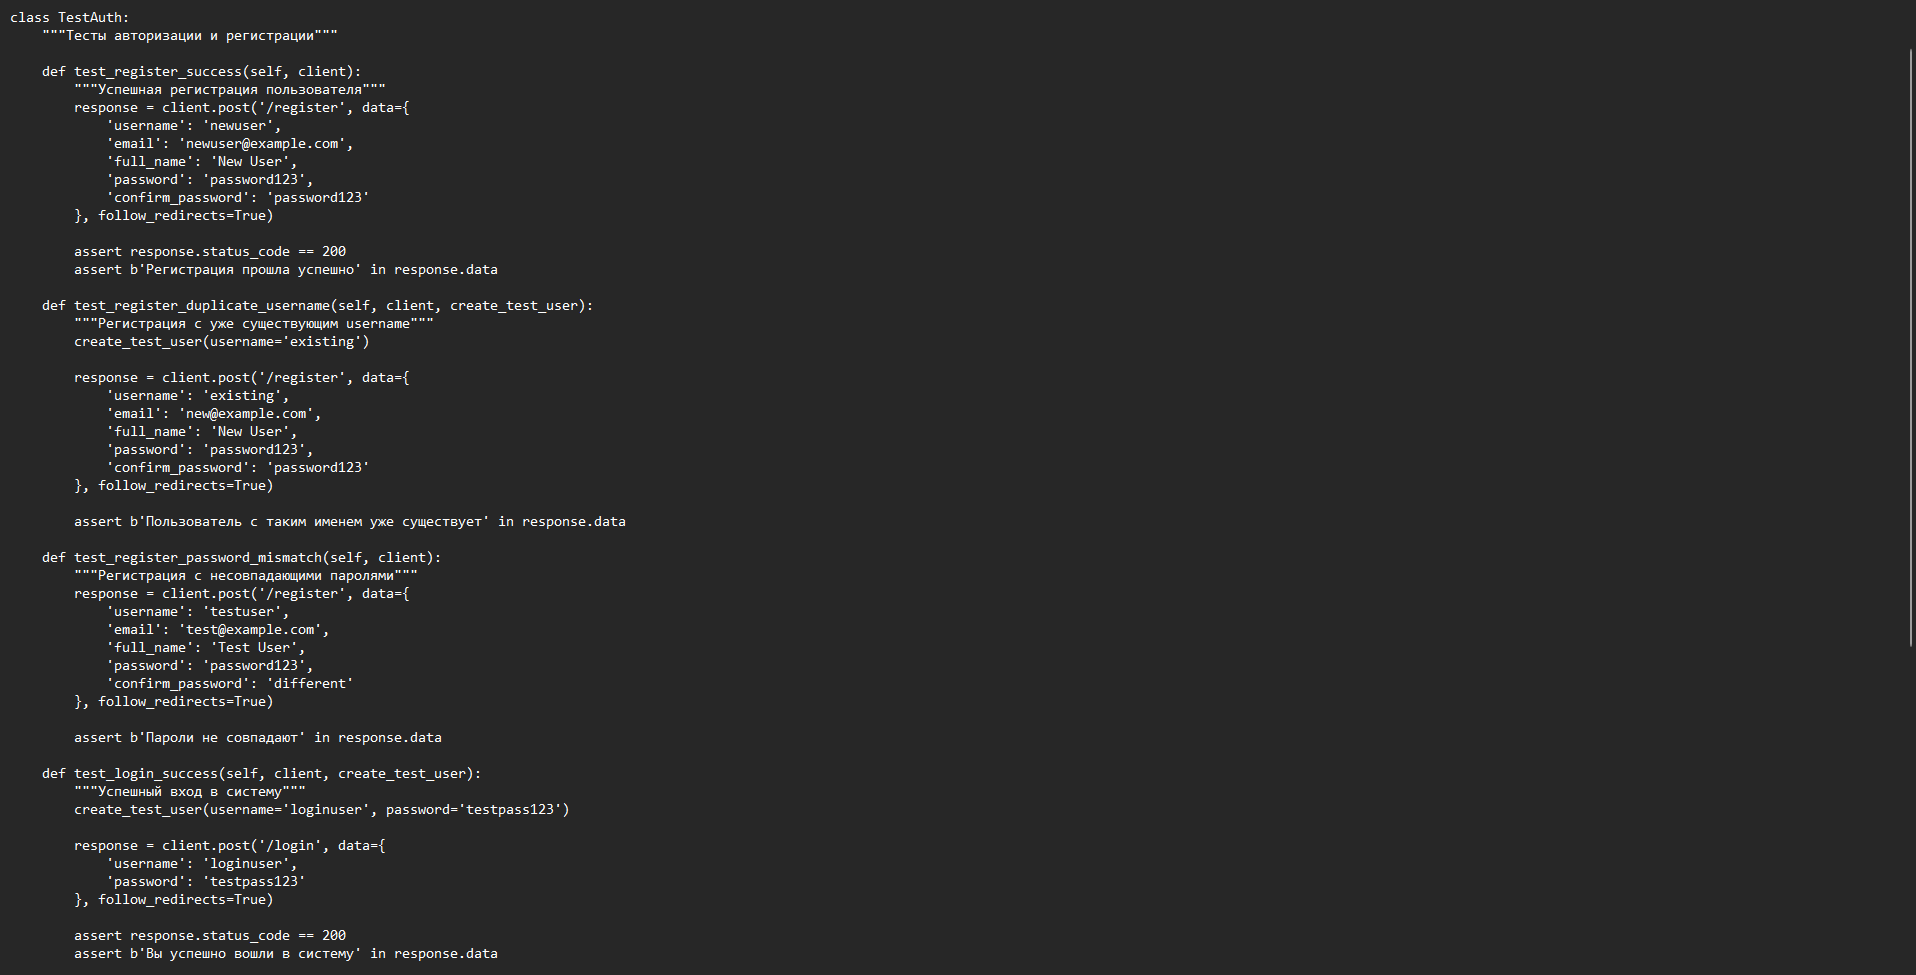 class TestAuth:
    """Тесты авторизации и регистрации"""

    def test_register_success(self, client):
        """Успешная регистрация пользователя"""
        response = client.post('/register', data={
            'username': 'newuser',
            'email': 'newuser@example.com',
            'full_name': 'New User',
            'password': 'password123',
            'confirm_password': 'password123'
        }, follow_redirects=True)

        assert response.status_code == 200
        assert b'Регистрация прошла успешно' in response.data

    def test_register_duplicate_username(self, client, create_test_user):
        """Регистрация с уже существующим username"""
        create_test_user(username='existing')

        response = client.post('/register', data={
            'username': 'existing',
            'email': 'new@example.com',
            'full_name': 'New User',
            'password': 'password123',
            'confirm_password': 'password123'
        }, follow_redirects=True)

        assert b'Пользователь с таким именем уже существует' in response.data

    def test_register_password_mismatch(self, client):
        """Регистрация с несовпадающими паролями"""
        response = client.post('/register', data={
            'username': 'testuser',
            'email': 'test@example.com',
            'full_name': 'Test User',
            'password': 'password123',
            'confirm_password': 'different'
        }, follow_redirects=True)

        assert b'Пароли не совпадают' in response.data

    def test_login_success(self, client, create_test_user):
        """Успешный вход в систему"""
        create_test_user(username='loginuser', password='testpass123')

        response = client.post('/login', data={
            'username': 'loginuser',
            'password': 'testpass123'
        }, follow_redirects=True)

        assert response.status_code == 200
        assert b'Вы успешно вошли в систему' in response.data